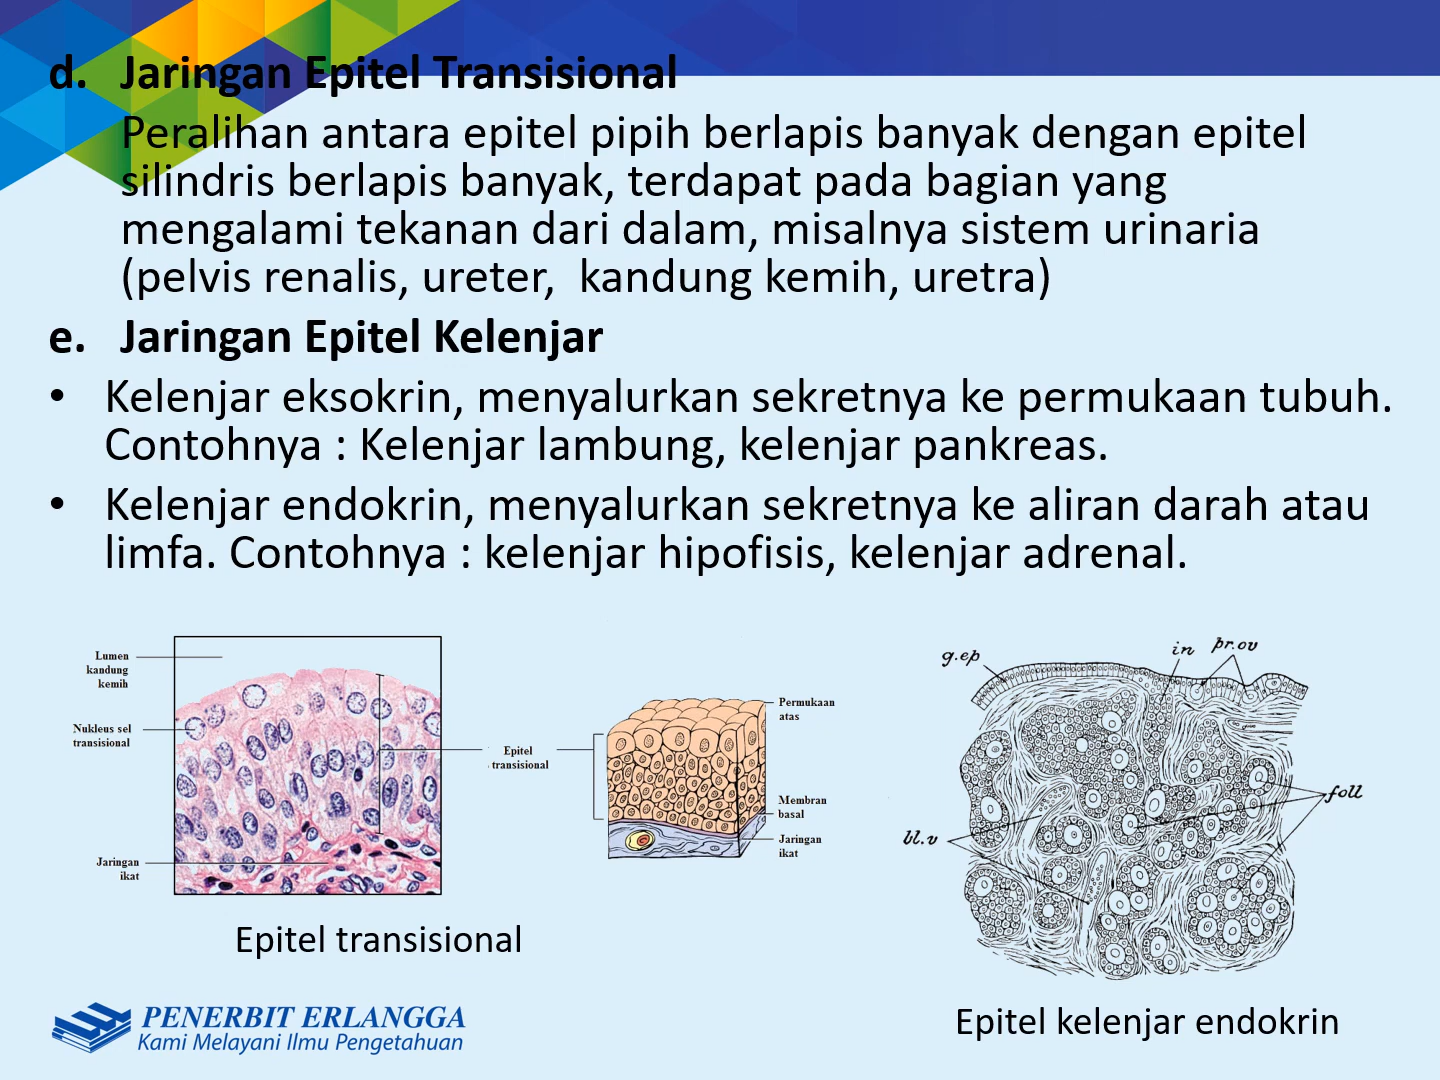 d. Jaringan Epitel Transisional
Peralihan antara epitel pipih berlapis banyak dengan epitel
silindris berlapis banyak, terdapat pada bagian yang
mengalami tekanan dari dalam, misalnya sistem urinaria
(pelvis renalis, ureter,  kandung kemih, uretra)
e. Jaringan Epitel Kelenjar
• Kelenjar eksokrin, menyalurkan sekretnya ke permukaan tubuh.
Contohnya : Kelenjar lambung, kelenjar pankreas.
• Kelenjar endokrin, menyalurkan sekretnya ke aliran darah atau
limfa. Contohnya : kelenjar hipofisis, kelenjar adrenal.
Lumen
kandung
kemih
Nukleus sel
transisional
Jaringan
ikat
Epitel
transisional
Permukaan
atas
Membran
basal
Jaringan
ikat
Epitel transisional
g.ep
in
pr.ov
foll
bl.v
Epitel kelenjar endokrin
PENERBIT ERLANGGA
Kami Melayani Ilmu Pengetahuan